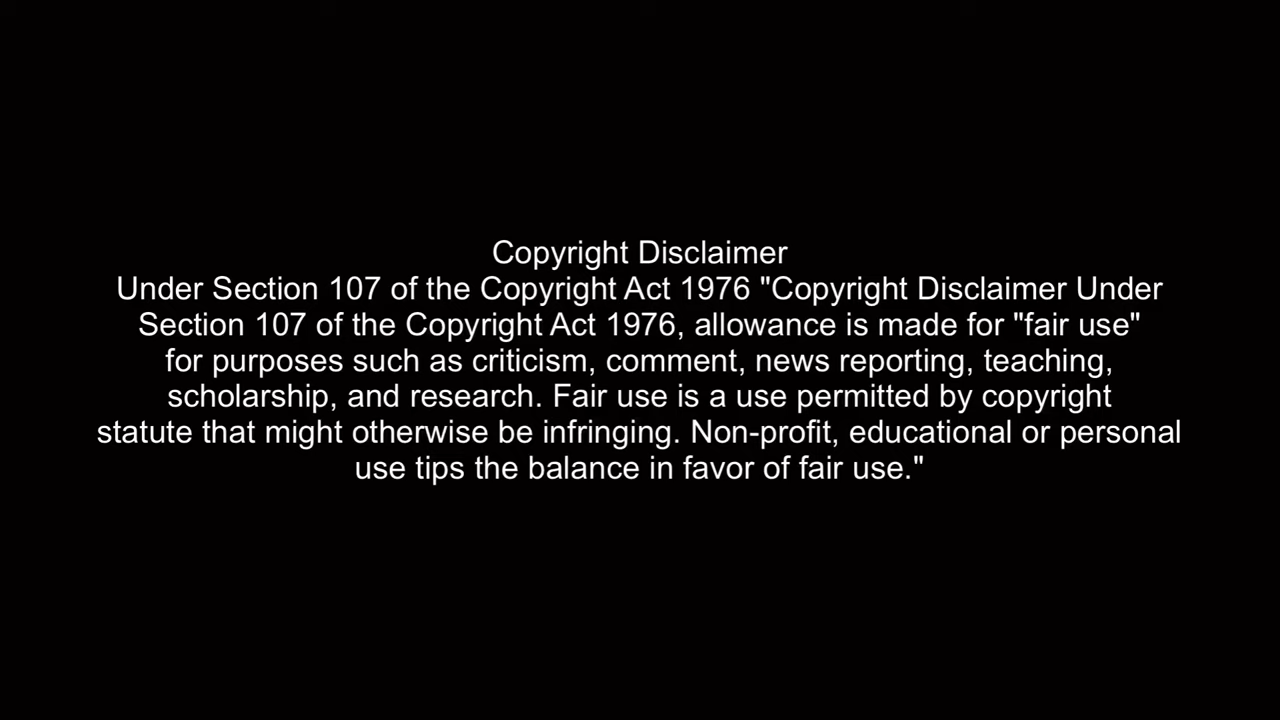 Copyright Disclaimer
Under Section 107 of the Copyright Act 1976 "Copyright Disclaimer Under
Section 107 of the Copyright Act 1976, allowance is made for "fair use"
for purposes such as criticism, comment, news reporting, teaching,
scholarship, and research. Fair use is a use permitted by copyright
statute that might otherwise be infringing. Non-profit, educational or personal
use tips the balance in favor of fair use."